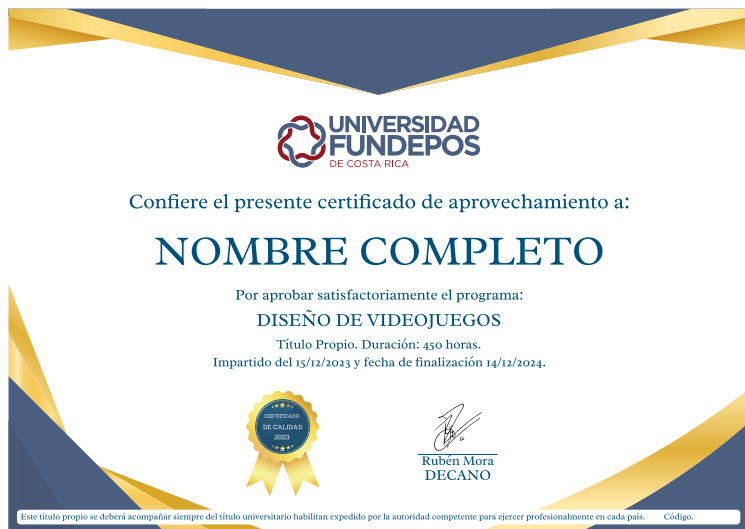 UNIVERSIDAD
FUNDEPOS
DE COSTA RICA
Confiere el presente certificado de aprovechamiento a:
NOMBRE COMPLETO
Por aprobar satisfactoriamente el programa:
DISEÑO DE VIDEOJUEGOS
Título Propio. Duración: 450 horas.
Impartido del 15/12/2023 y fecha de finalización 14/12/2024.
CERTIFICADO
DE CALIDAD
2023
Rubén Mora
DECANO
Este título propio se deberá acompañar siempre del título universitario habilitan expedido por la autoridad competente para ejercer profesionalmente en cada país. Código.